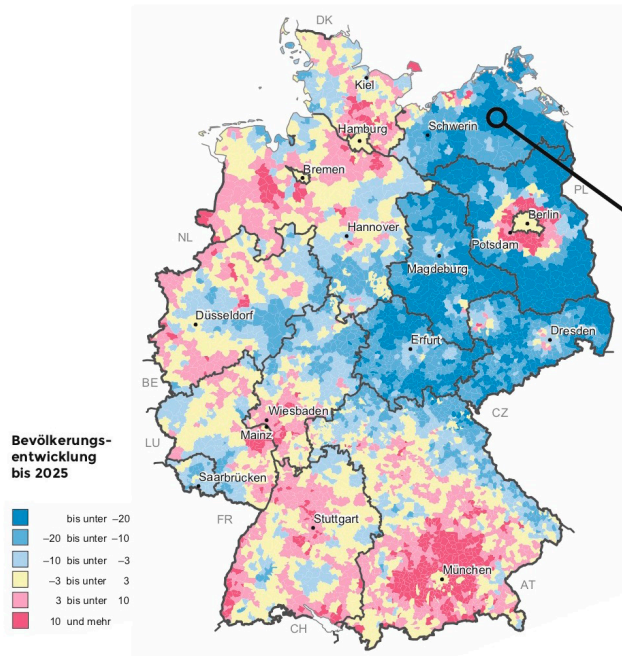 DK
Kiel
Hamburg
Schwerin
Bremen
PL
Berlin
NL
Hannover
Potsdam
Magdeburg
Düsseldorf
Dresden
Erfurt
BE
CZ
Wiesbaden
LU
Mainz
Saarbrücken
FR
Stuttgart
München
AT
CH
Bevölkerungs-
entwicklung
bis 2025
bis unter –20
–20 bis unter –10
–10 bis unter –3
–3 bis unter 3
3 bis unter 10
10 und mehr